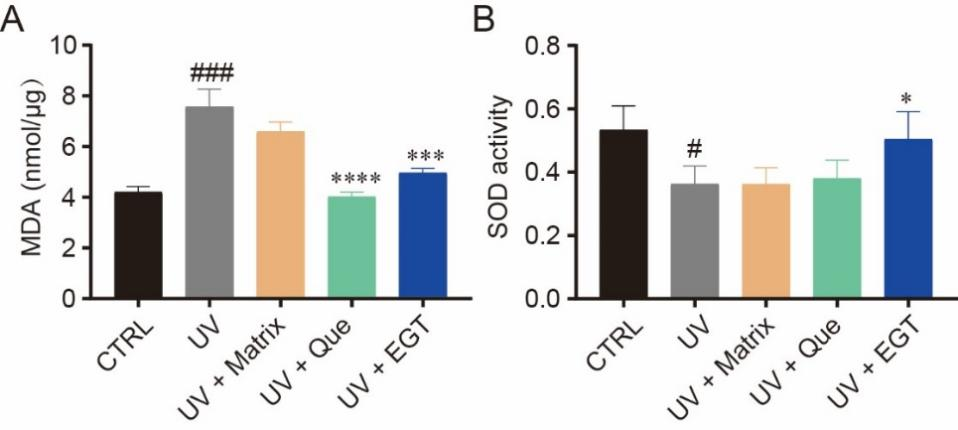 A
MDA (nmol/µg)
10
8
6
4
2
0
###
****
***
CTRL
UV
UV + Matrix
UV + Que
UV + EGT
B
SOD activity
0.8
0.6
0.4
0.2
0.0
#
*
CTRL
UV
UV + Matrix
UV + Que
UV + EGT